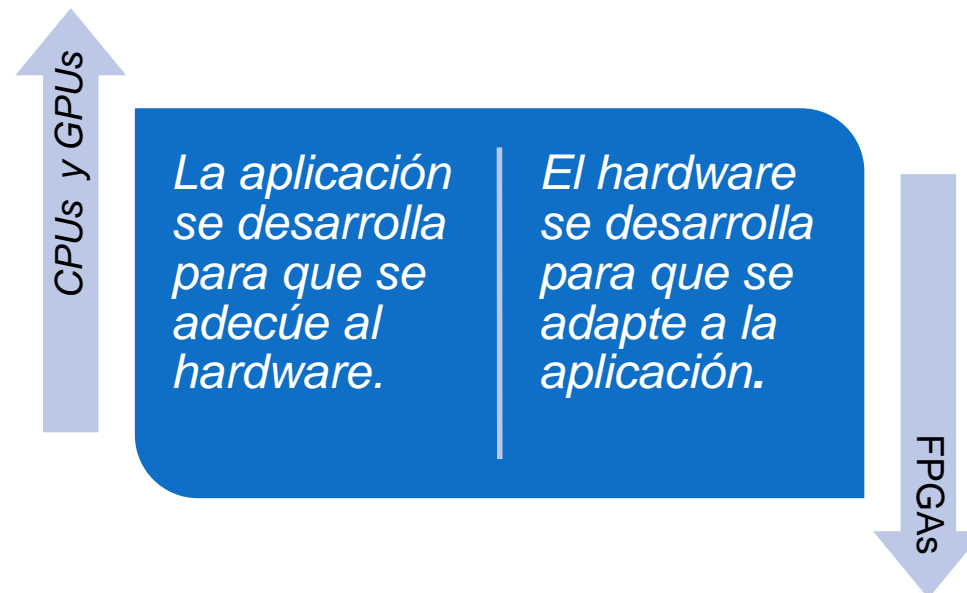 CPUs y GPUs
La aplicación
se desarrolla
para que se
adecúe al
hardware.
El hardware
se desarrolla
para que se
adapte a la
aplicación.
FPGAs